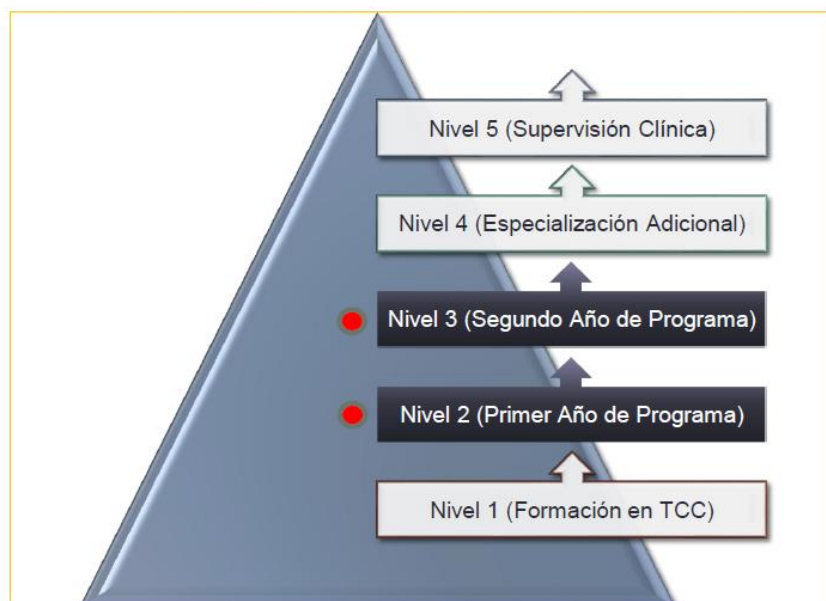 Nivel 5 (Supervisión Clínica)
Nivel 4 (Especialización Adicional)
Nivel 3 (Segundo Año de Programa)
Nivel 2 (Primer Año de Programa)
Nivel 1 (Formación en TCC)